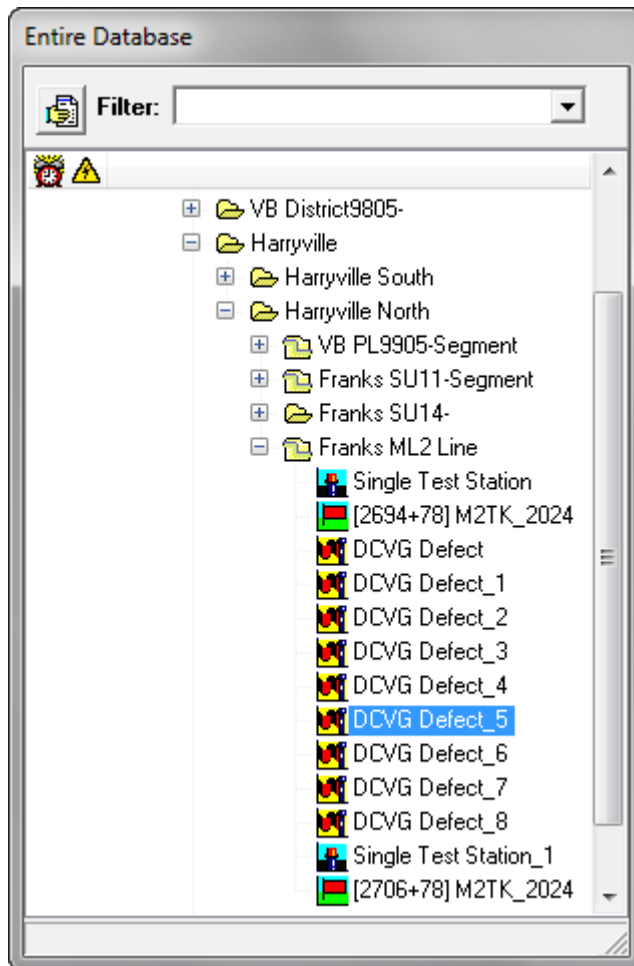 Entire Database
Filter:
VB District9805-
Harryville
Harryville South
Harryville North
VB PL9905-Segment
Franks SU11-Segment
Franks SU14-
Franks ML2 Line
Single Test Station
[2694+78] M2TK_2024
DCVG Defect
DCVG Defect_1
DCVG Defect_2
DCVG Defect_3
DCVG Defect_4
DCVG Defect_5
DCVG Defect_6
DCVG Defect_7
DCVG Defect_8
Single Test Station_1
[2706+78] M2TK_2024